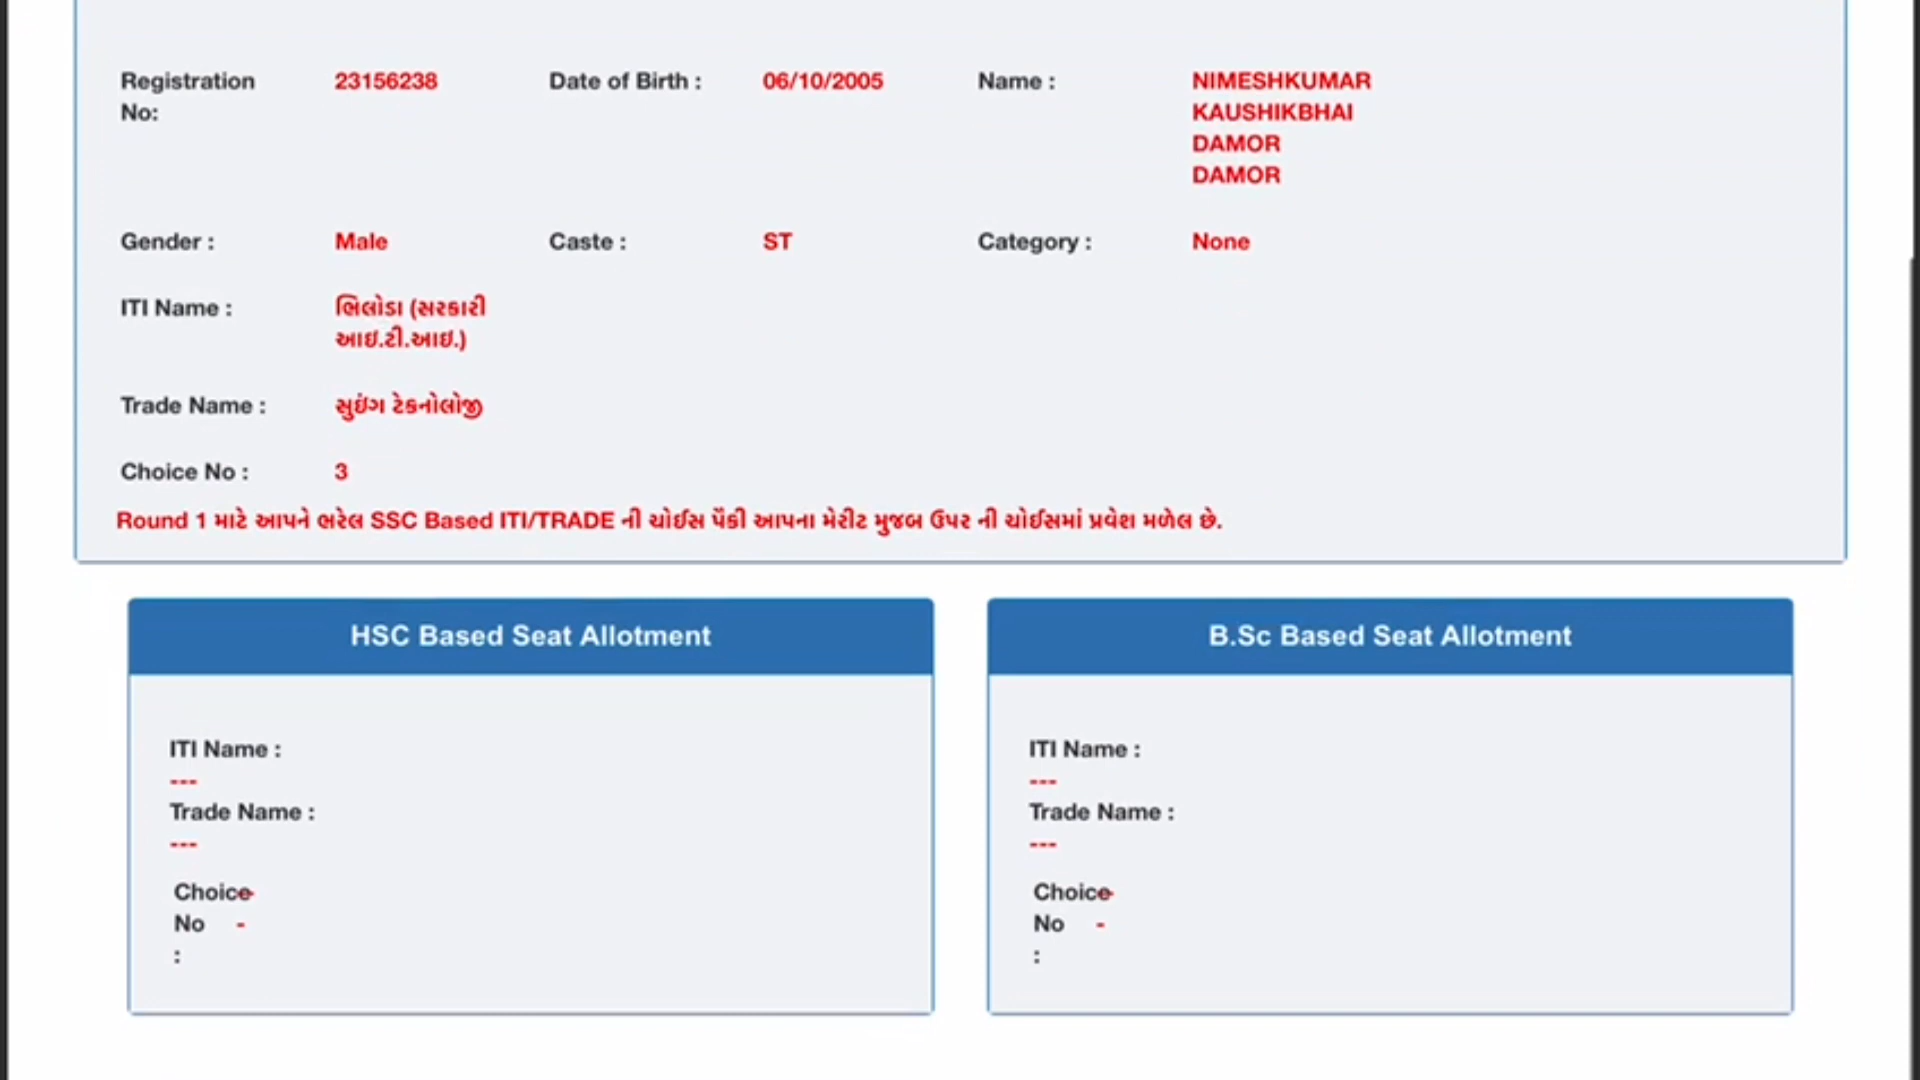 Registration No: 23156238 Date of Birth : 06/10/2005 Name : NIMESHKUMAR KAUSHIKBHAI DAMOR DAMOR
Gender : Male Caste : ST Category : None
ITI Name : ભિલોડા (સરકારી આઇ.ટી.આઇ.)
Trade Name : સુઇંગ ટેકનોલોજી
Choice No : 3
Round 1 માટે આપને ભરેલ SSC Based ITI/TRADE ની ચોઈસ પૈકી આપના મેરીટ મુજબ ઉપર ની ચોઈસમાં પ્રવેશ મળેલ છે.
HSC Based Seat Allotment
ITI Name :
---
Trade Name :
---
Choice No : --
B.Sc Based Seat Allotment
ITI Name :
---
Trade Name :
---
Choice No : --